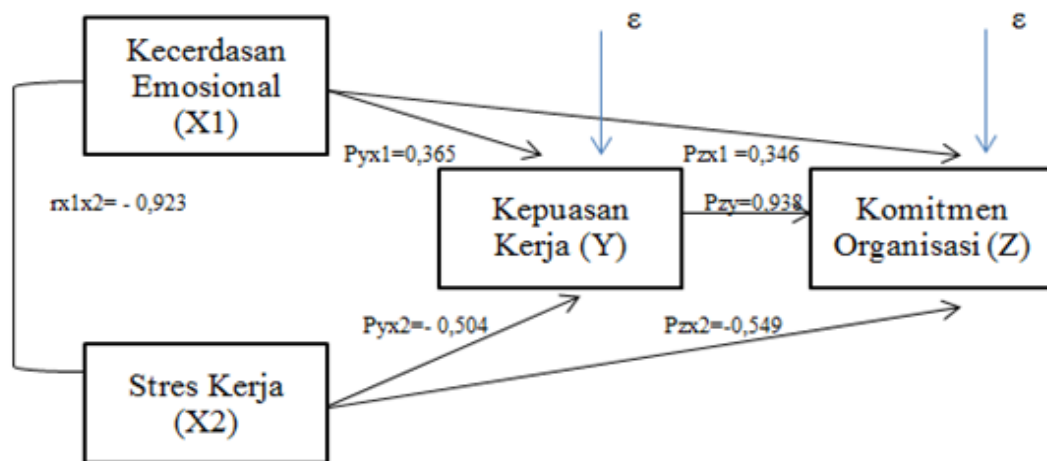 ε
ε
Kecerdasan
Emosional
(X1)
Pyx1=0,365
Pzx1 =0,346
rx1x2= - 0,923
Kepuasan
Kerja (Y)
Pzy=0,938
Komitmen
Organisasi (Z)
Pyx2=- 0,504
Pzx2=-0,549
Stres Kerja
(X2)